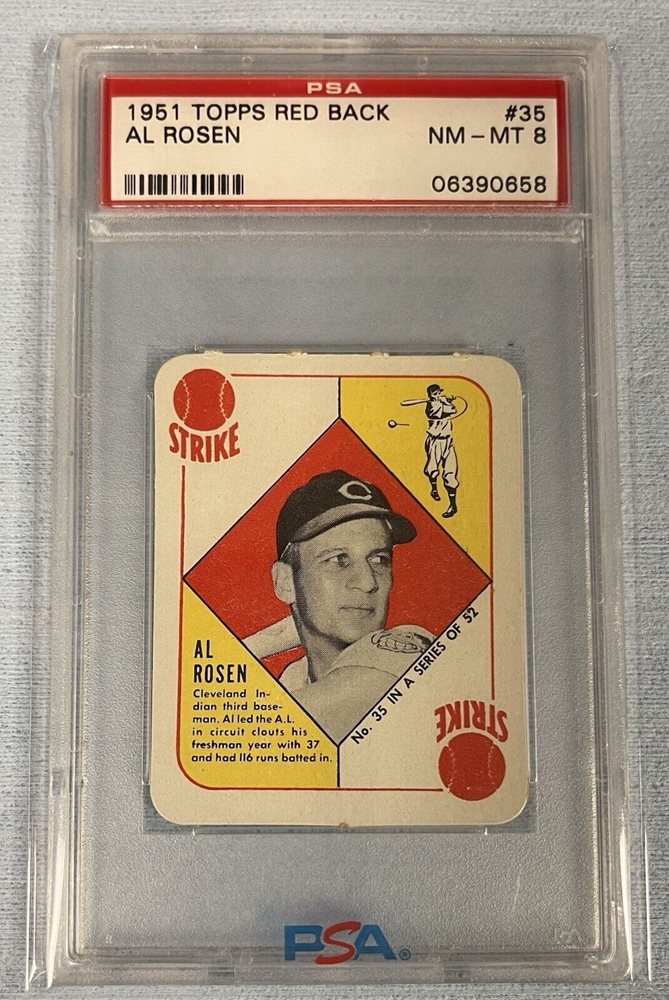 PSA
1951 TOPPS RED BACK #35
AL ROSEN NM - MT 8
06390658
STRIKE
C
AL
ROSEN
Cleveland In-
dian third base-
man. Al led the A.L.
in circuit clouts his
freshman year with 37
and had 116 runs batted in.
No. 35 IN A SERIES OF 52
STRIKE
PSA®